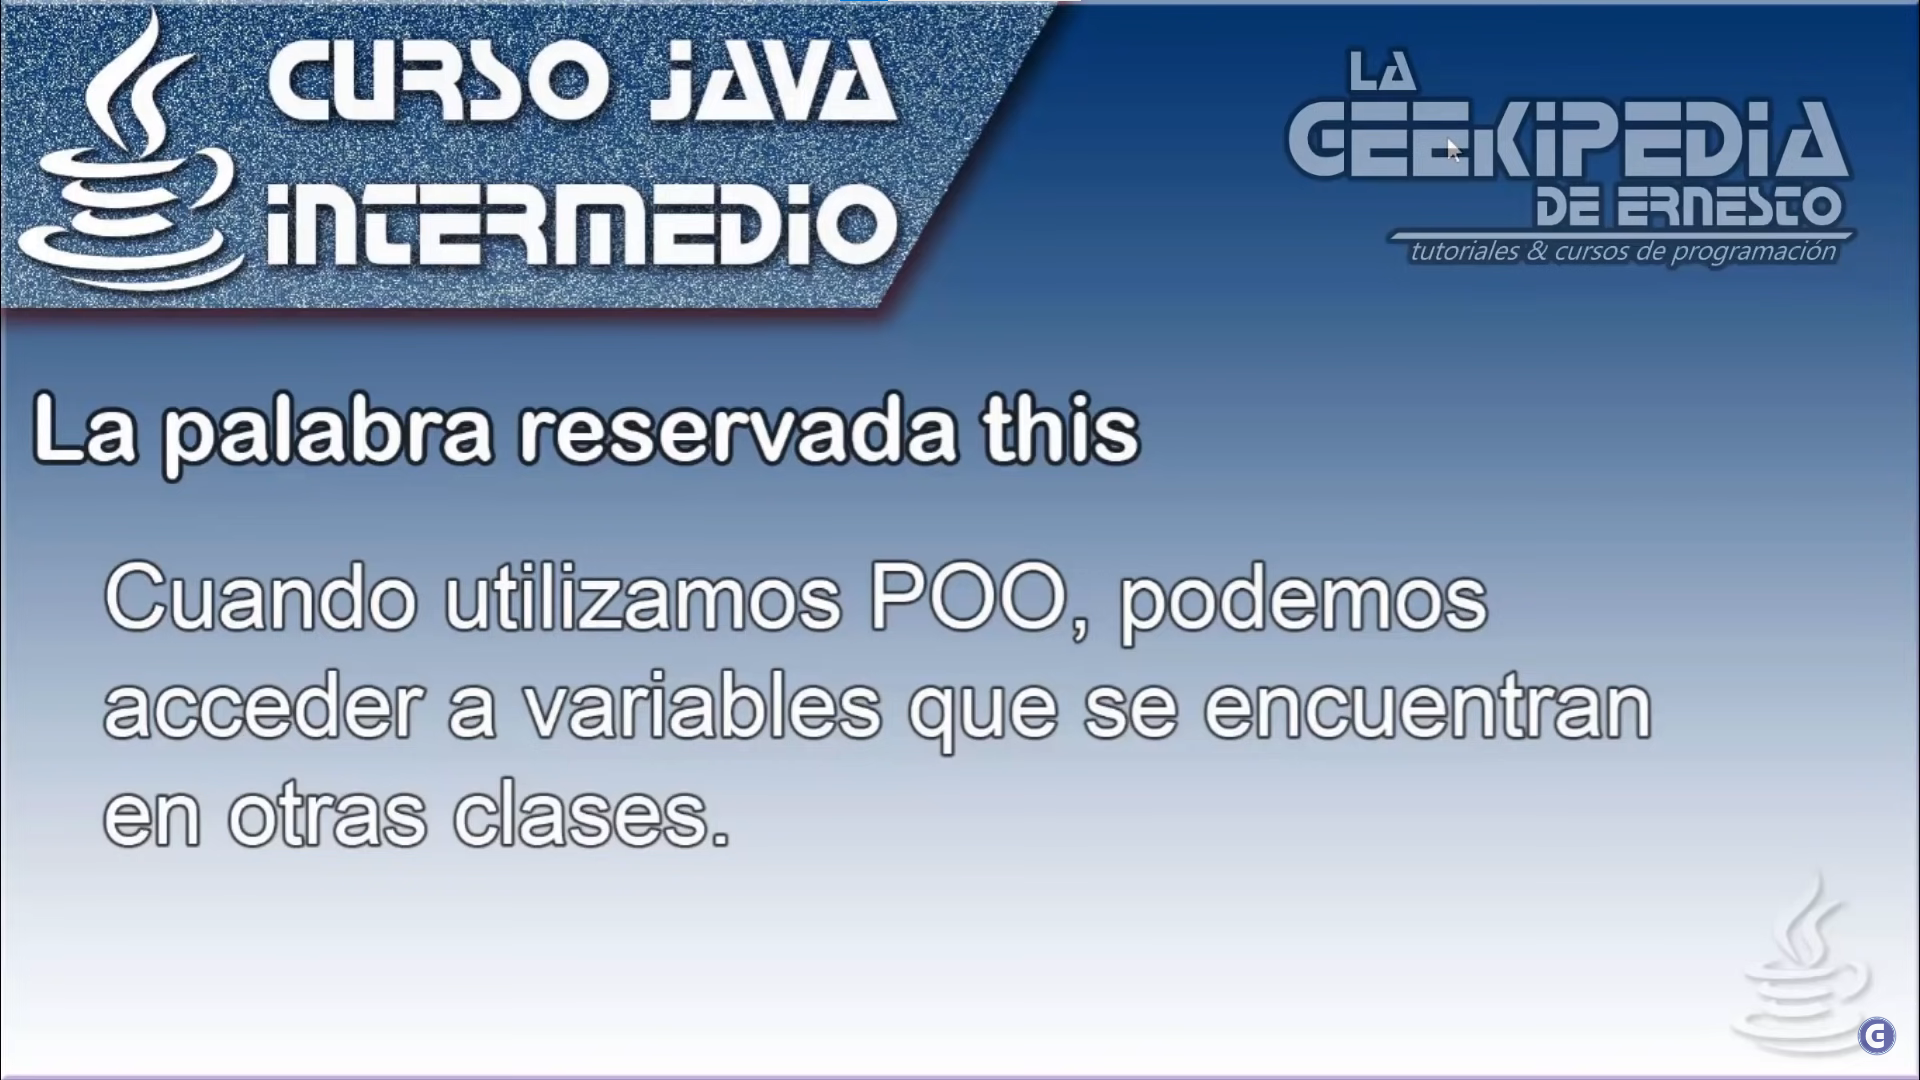 CURSO JAVA
INTERMEDIO
LA
GEEKIPEDIA
DE ERNESTO
tutoriales & cursos de programación
La palabra reservada this
Cuando utilizamos POO, podemos
acceder a variables que se encuentran
en otras clases.
G